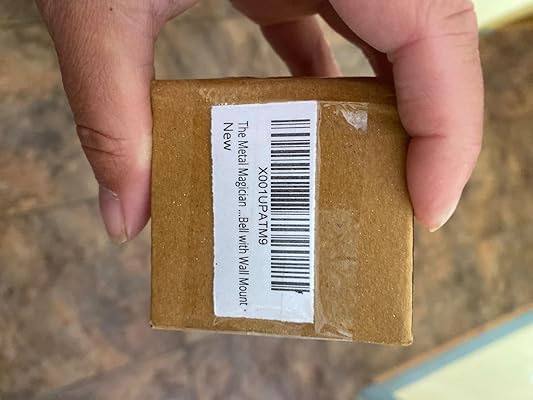 X001UPATM9
The Metal Magician ...Bell with Wall Mount -
New